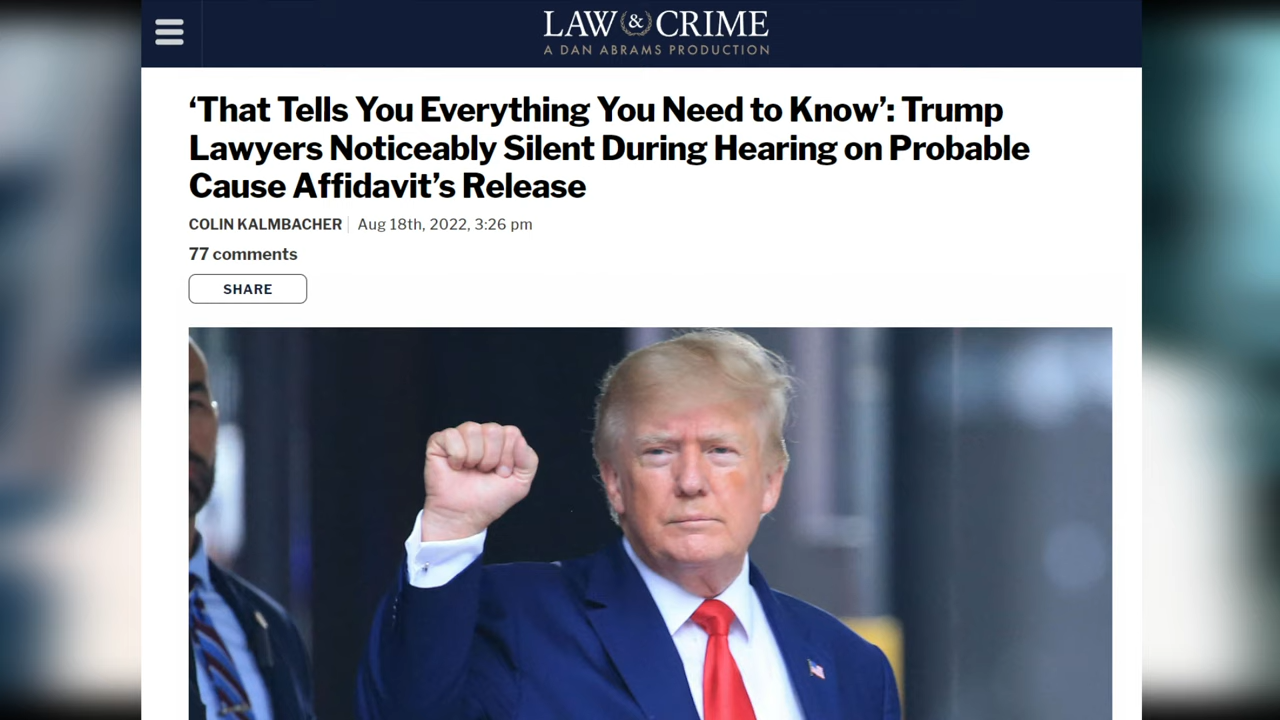 LAW & CRIME
A DAN ABRAMS PRODUCTION
‘That Tells You Everything You Need to Know’: Trump
Lawyers Noticeably Silent During Hearing on Probable
Cause Affidavit’s Release
COLIN KALMBACHER Aug 18th, 2022, 3:26 pm
77 comments
SHARE